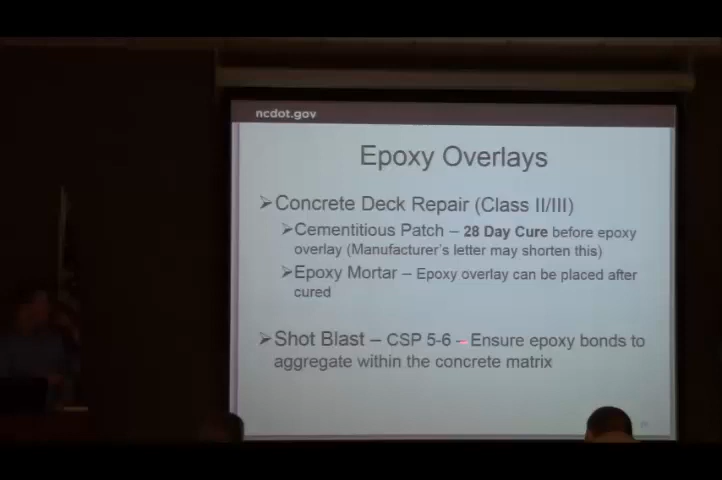 ncdot.gov
Epoxy Overlays
➢Concrete Deck Repair (Class II/III)
➢Cementitious Patch – 28 Day Cure before epoxy
overlay (Manufacturer's letter may shorten this)
➢Epoxy Mortar – Epoxy overlay can be placed after
cured
➢Shot Blast – CSP 5-6 – Ensure epoxy bonds to
aggregate within the concrete matrix